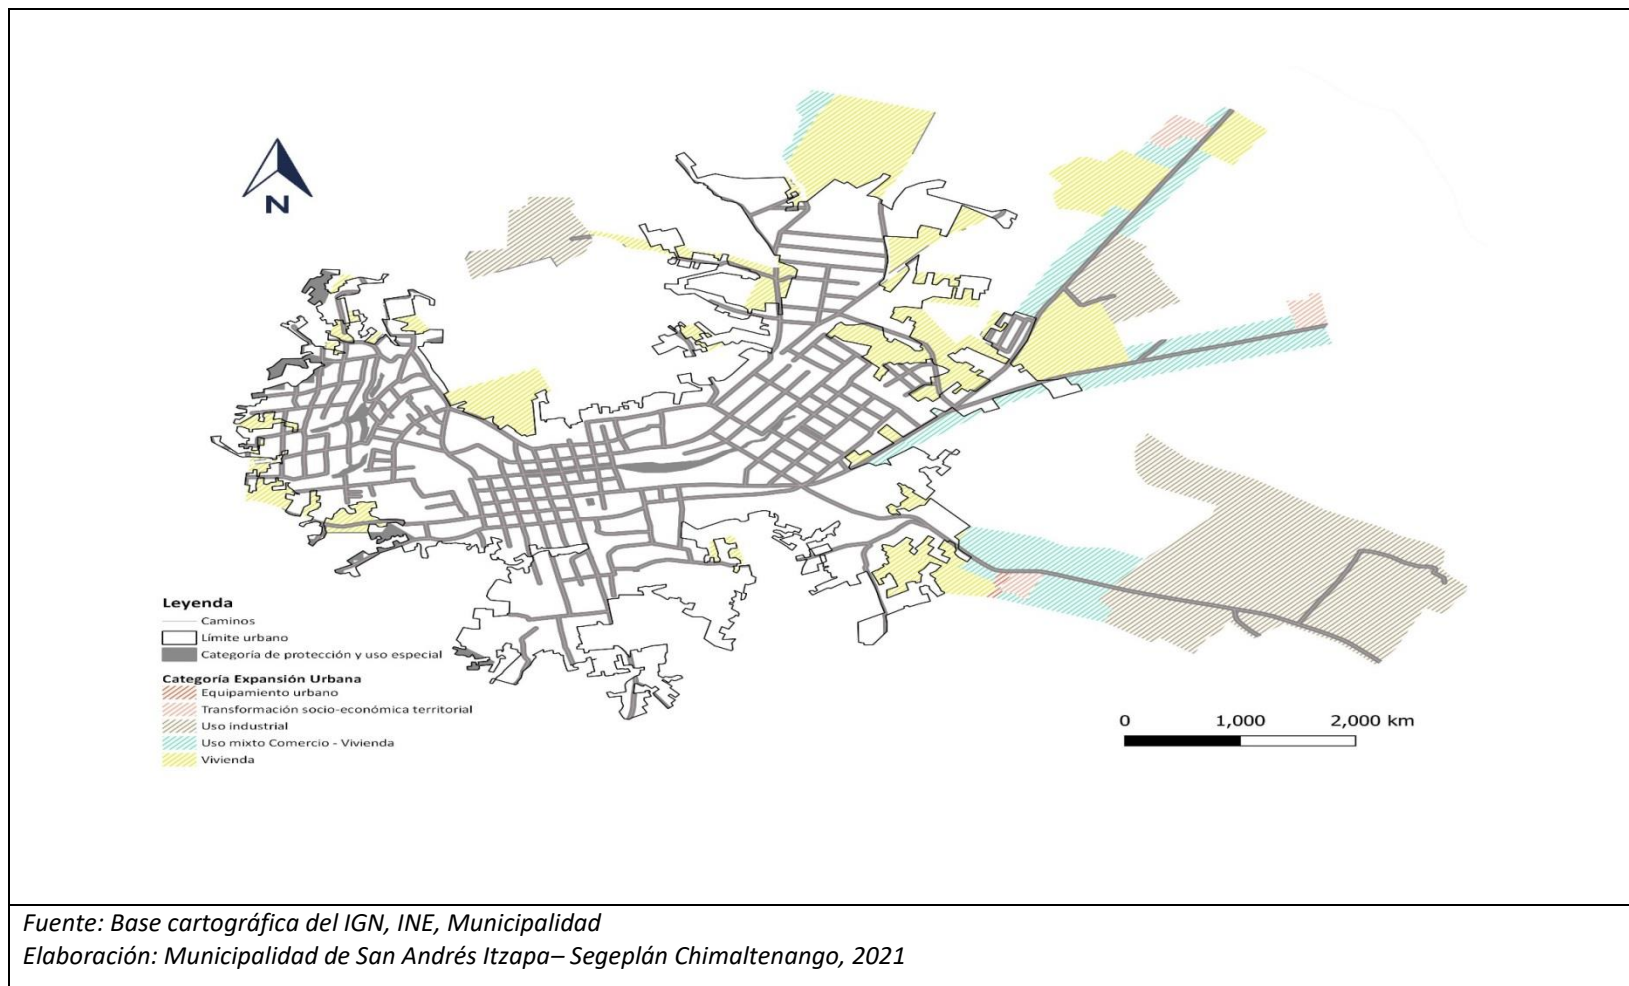 N
Leyenda
Caminos
Límite urbano
Categoría de protección y uso especial
Categoría Expansión Urbana
Equipamiento urbano
Transformación socio-económica territorial
Uso industrial
Uso mixto Comercio - Vivienda
Vivienda
0 1,000 2,000 km
Fuente: Base cartográfica del IGN, INE, Municipalidad
Elaboración: Municipalidad de San Andrés Itzapa– Segeplán Chimaltenango, 2021